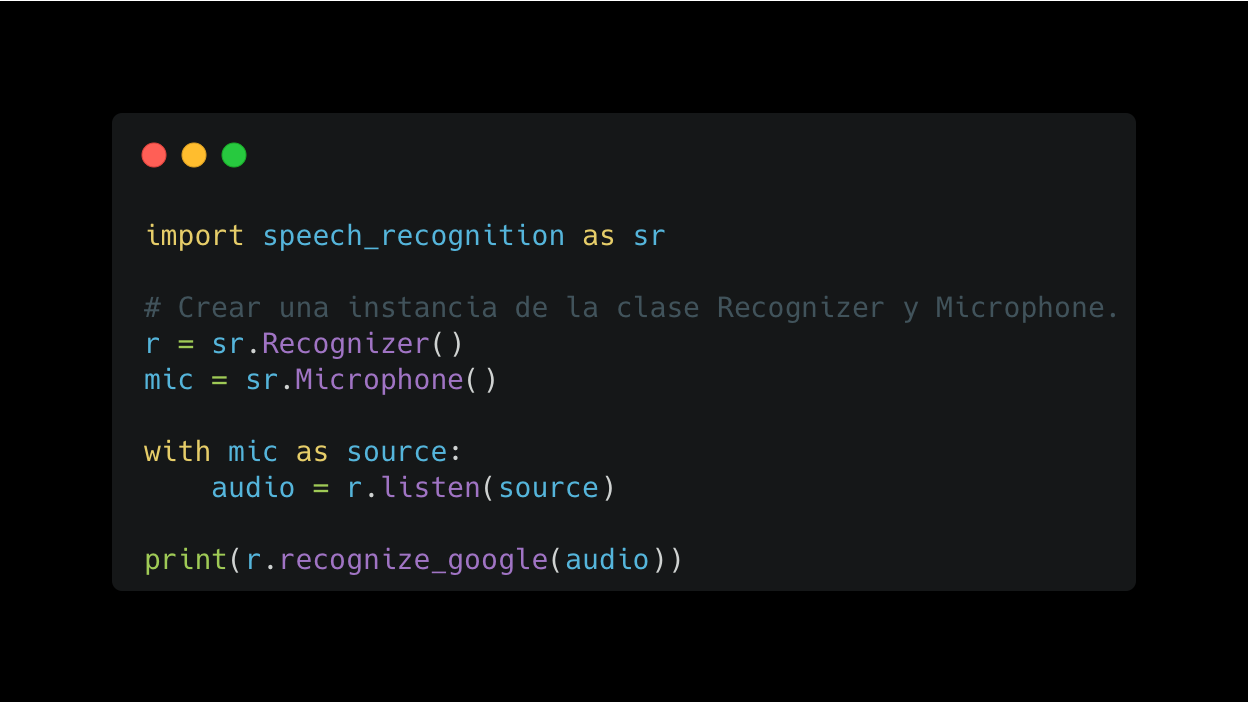 import speech_recognition as sr
# Crear una instancia de la clase Recognizer y Microphone.
r = sr.Recognizer()
mic = sr.Microphone()
with mic as source:
    audio = r.listen(source)
print(r.recognize_google(audio))